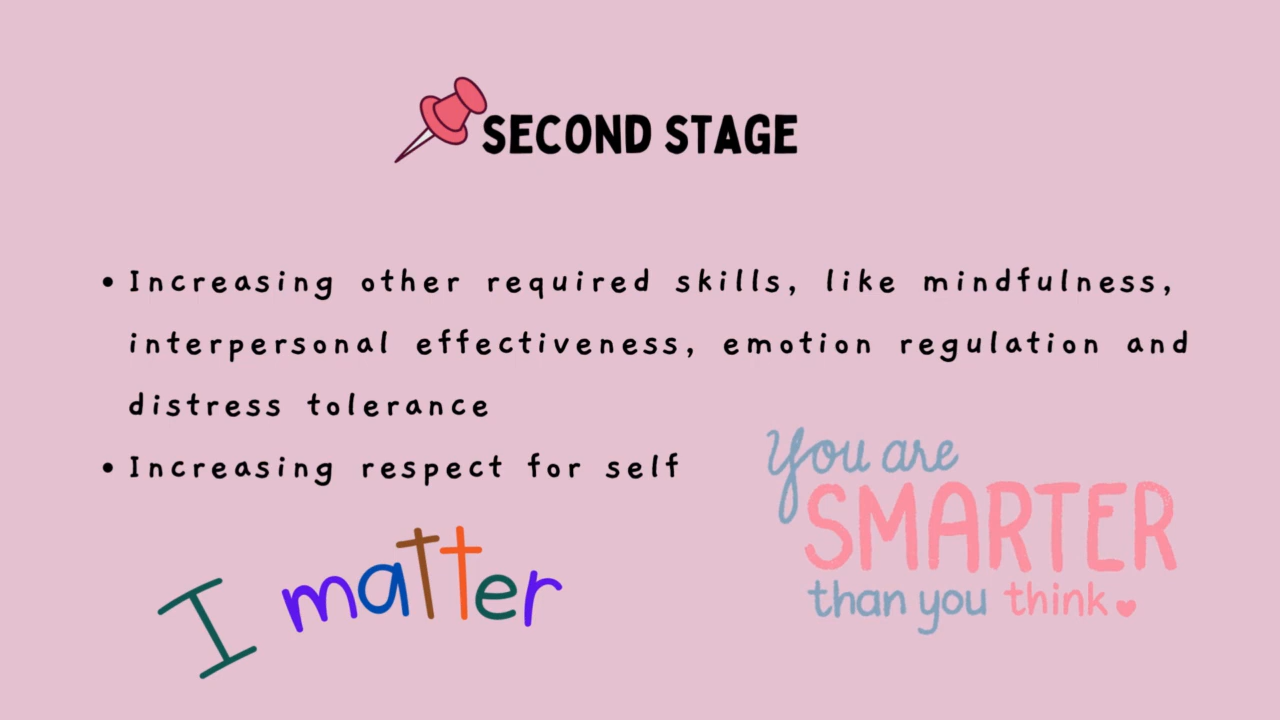 SECOND STAGE
• Increasing other required skills, like mindfulness,
interpersonal effectiveness, emotion regulation and
distress tolerance
• Increasing respect for self
I matter
you are
SMARTER
than you think